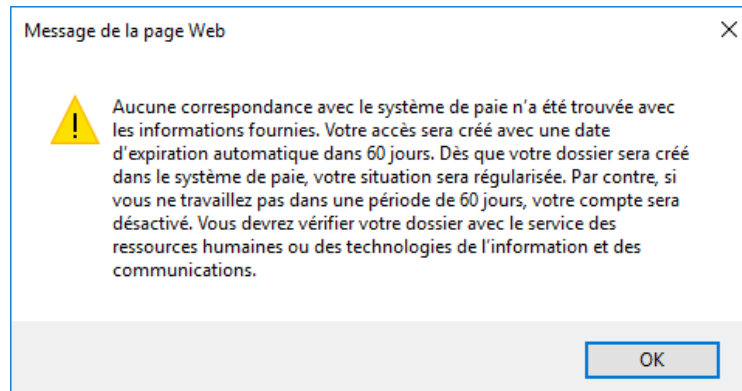 Message de la page Web
Aucune correspondance avec le système de paie n’a été trouvée avec
les informations fournies. Votre accès sera créé avec une date
d’expiration automatique dans 60 jours. Dès que votre dossier sera créé
dans le système de paie, votre situation sera régularisée. Par contre, si
vous ne travaillez pas dans une période de 60 jours, votre compte sera
désactivé. Vous devrez vérifier votre dossier avec le service des
ressources humaines ou des technologies de l’information et des
communications.
OK